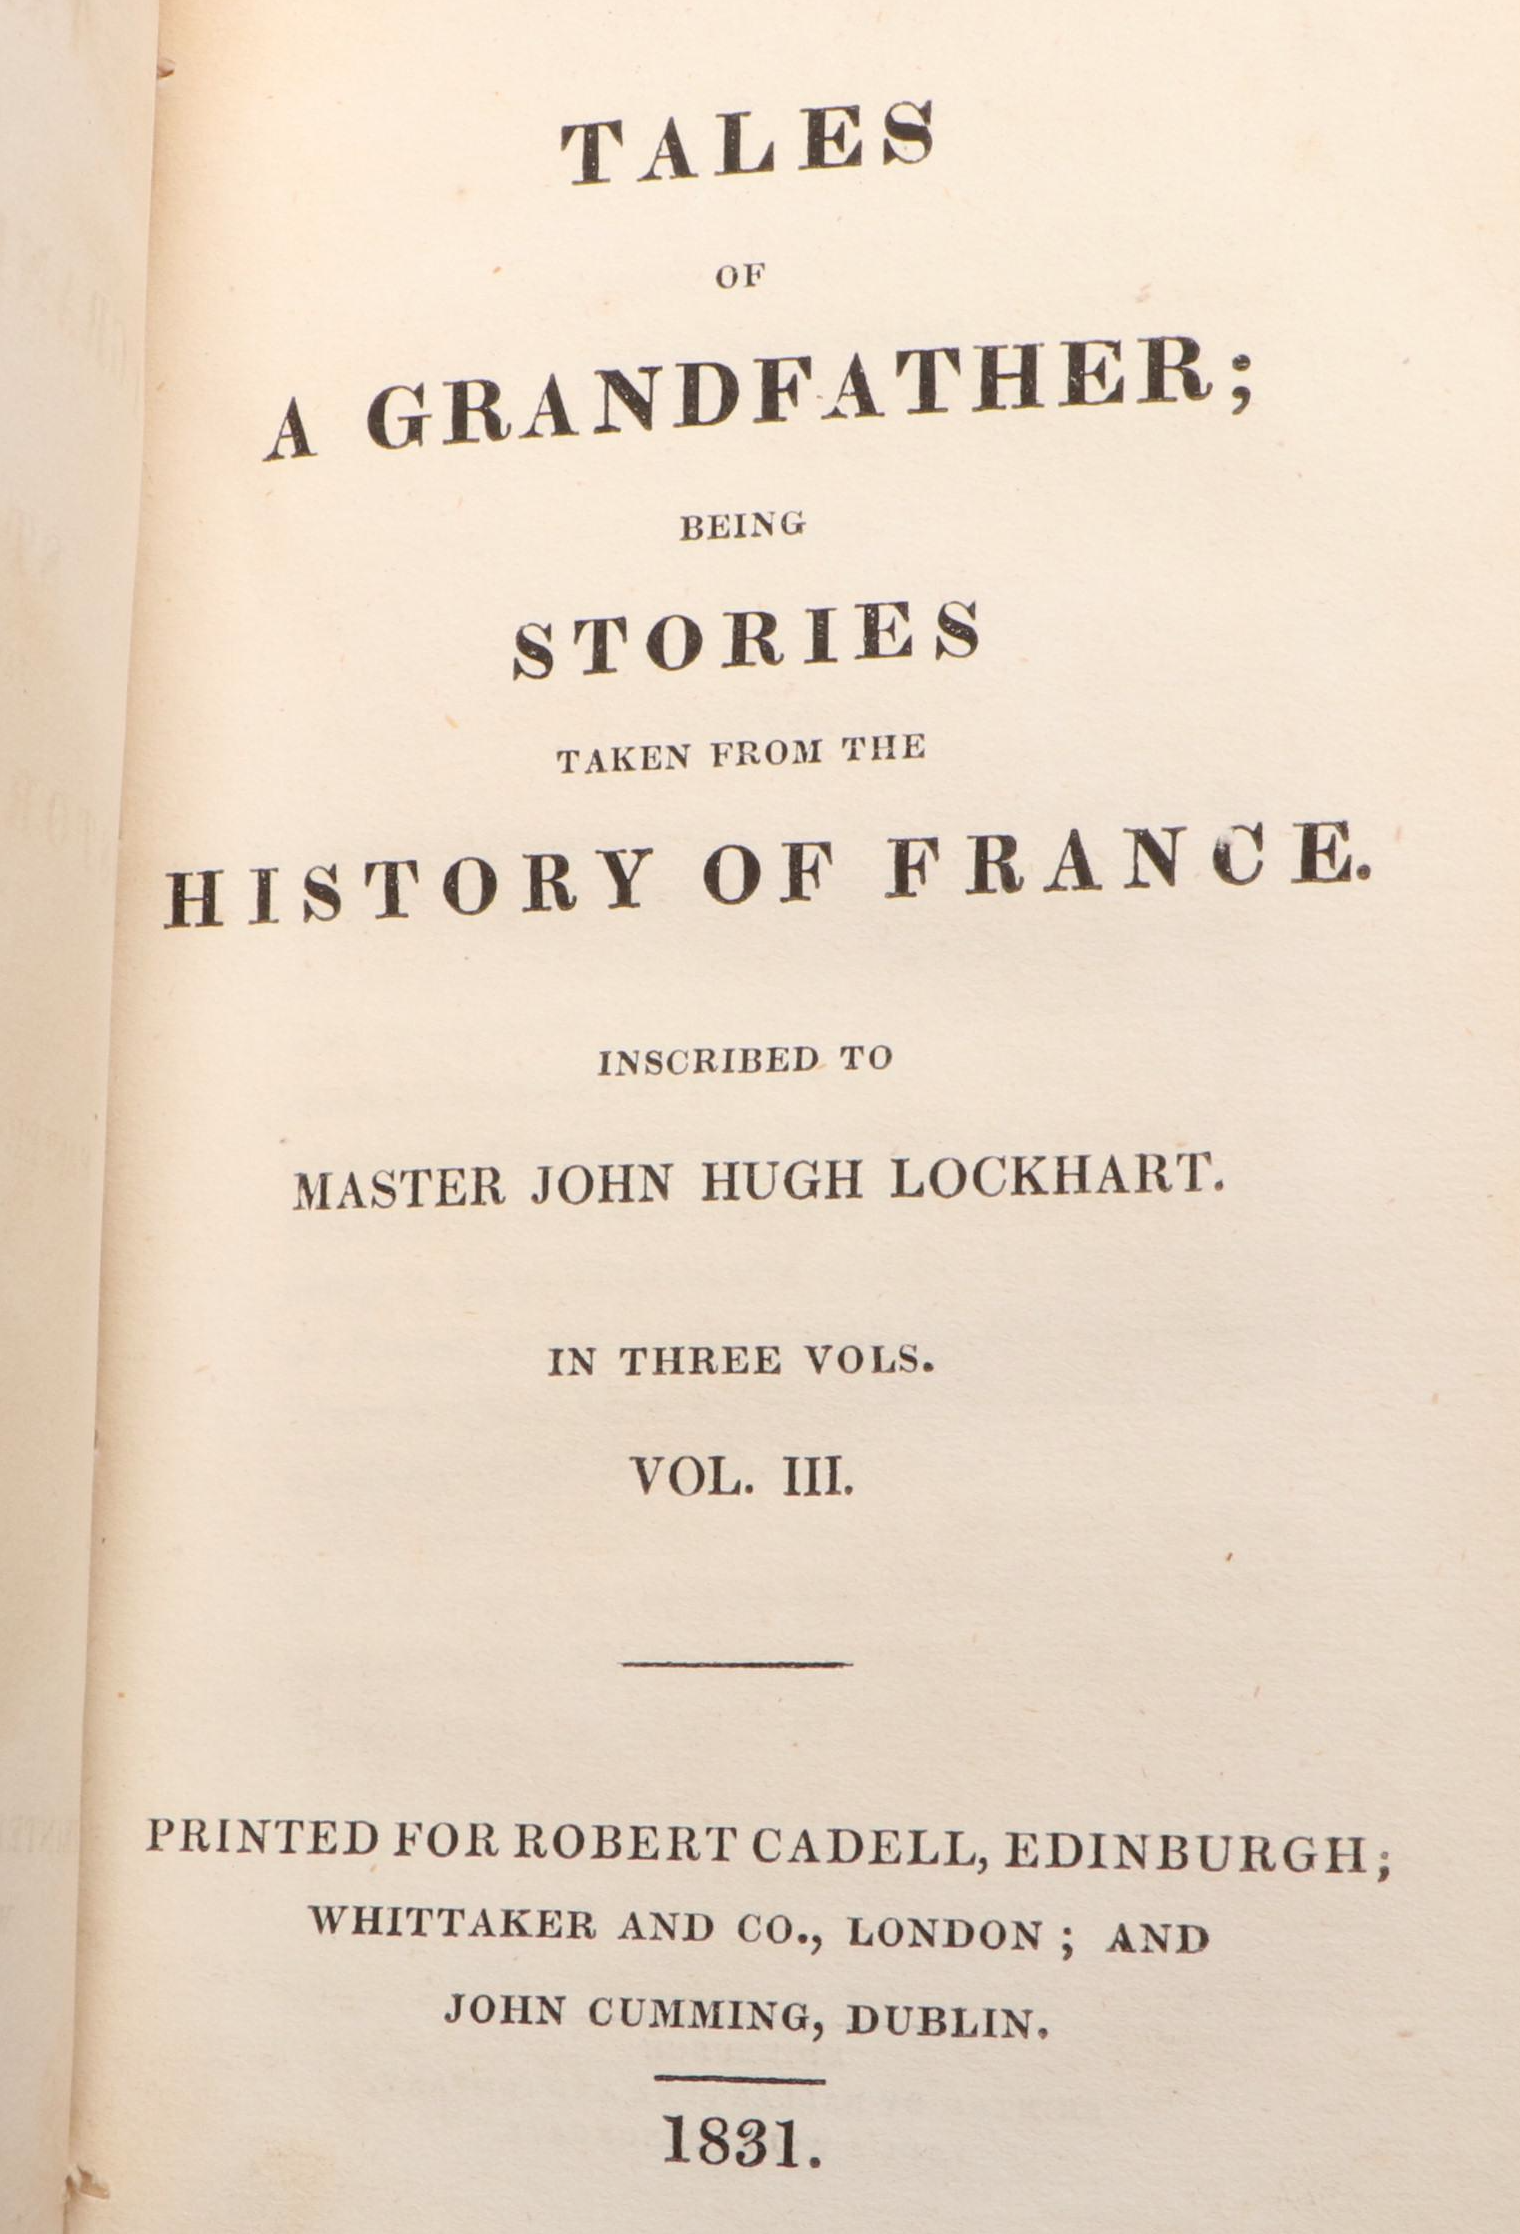 TALES
OF
A GRANDFATHER;
BEING
STORIES
TAKEN FROM THE
HISTORY OF FRANCE.
INSCRIBED TO
MASTER JOHN HUGH LOCKHART.
IN THREE VOLS.
VOL. III.
PRINTED FOR ROBERT CADELL, EDINBURGH;
WHITTAKER AND CO., LONDON; AND
JOHN CUMMING, DUBLIN.
1831.